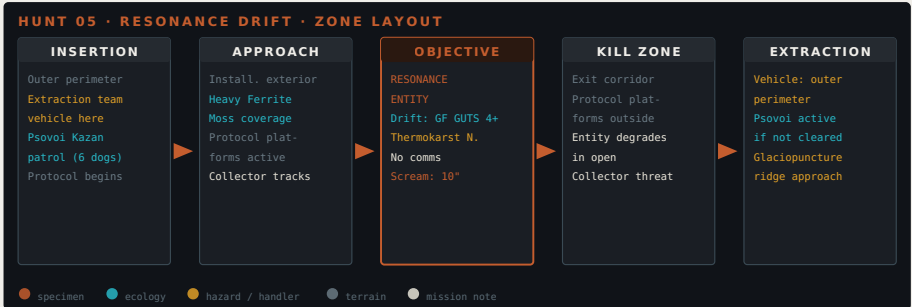 HUNT 05 · RESONANCE DRIFT · ZONE LAYOUT
INSERTION
Outer perimeter
Extraction team
vehicle here
Psovoi Kazan
patrol (6 dogs)
Protocol begins
APPROACH
Install. exterior
Heavy Ferrite
Moss coverage
Protocol plat-
forms active
Collector tracks
OBJECTIVE
RESONANCE
ENTITY
Drift: GF GUTS 4+
Thermokarst N.
No comms
Scream: 10"
KILL ZONE
Exit corridor
Protocol plat-
forms outside
Entity degrades
in open
Collector threat
EXTRACTION
Vehicle: outer
perimeter
Psovoi active
if not cleared
Glaciopuncture
ridge approach
specimen
ecology
hazard / handler
terrain
mission note